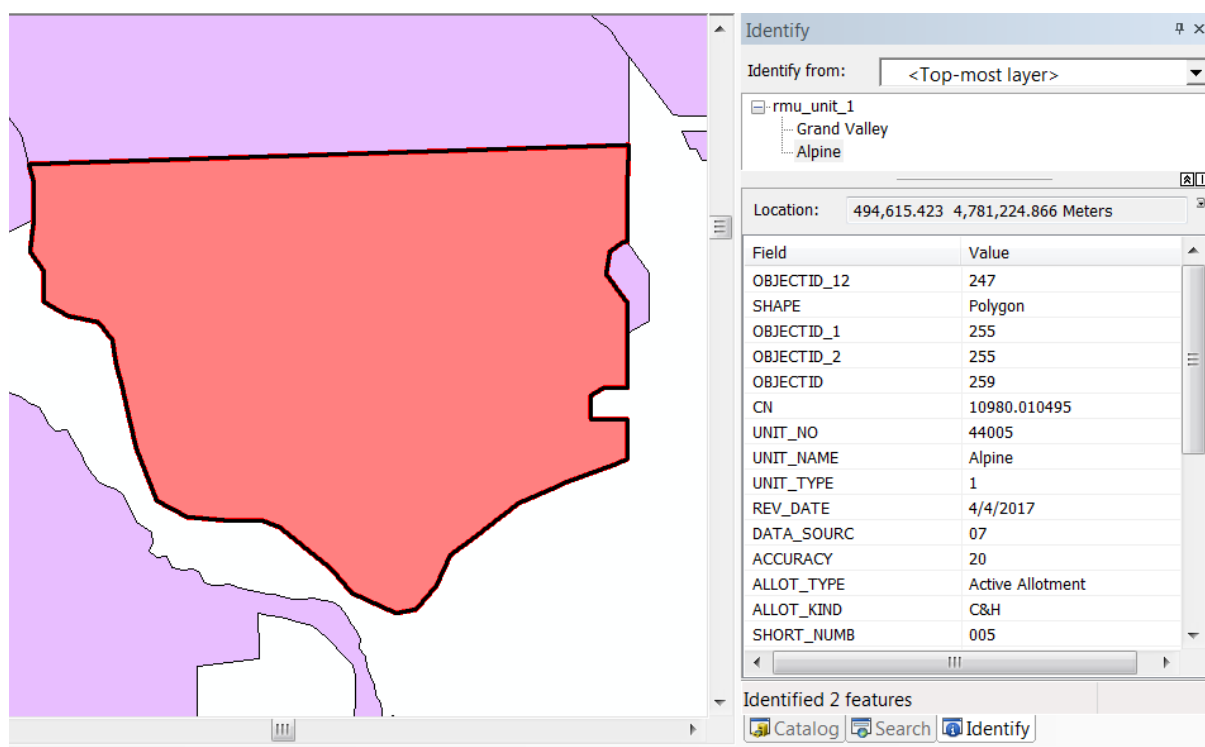 Identify
Identify from: <Top-most layer>
rmu_unit_1
Grand Valley
Alpine
Location: 494,615.423 4,781,224.866 Meters
Field Value
OBJECTID_12 247
SHAPE Polygon
OBJECTID_1 255
OBJECTID_2 255
OBJECTID 259
CN 10980.010495
UNIT_NO 44005
UNIT_NAME Alpine
UNIT_TYPE 1
REV_DATE 4/4/2017
DATA_SOURC 07
ACCURACY 20
ALLOT_TYPE Active Allotment
ALLOT_KIND C&H
SHORT_NUMB 005
Identified 2 features
Catalog Search Identify